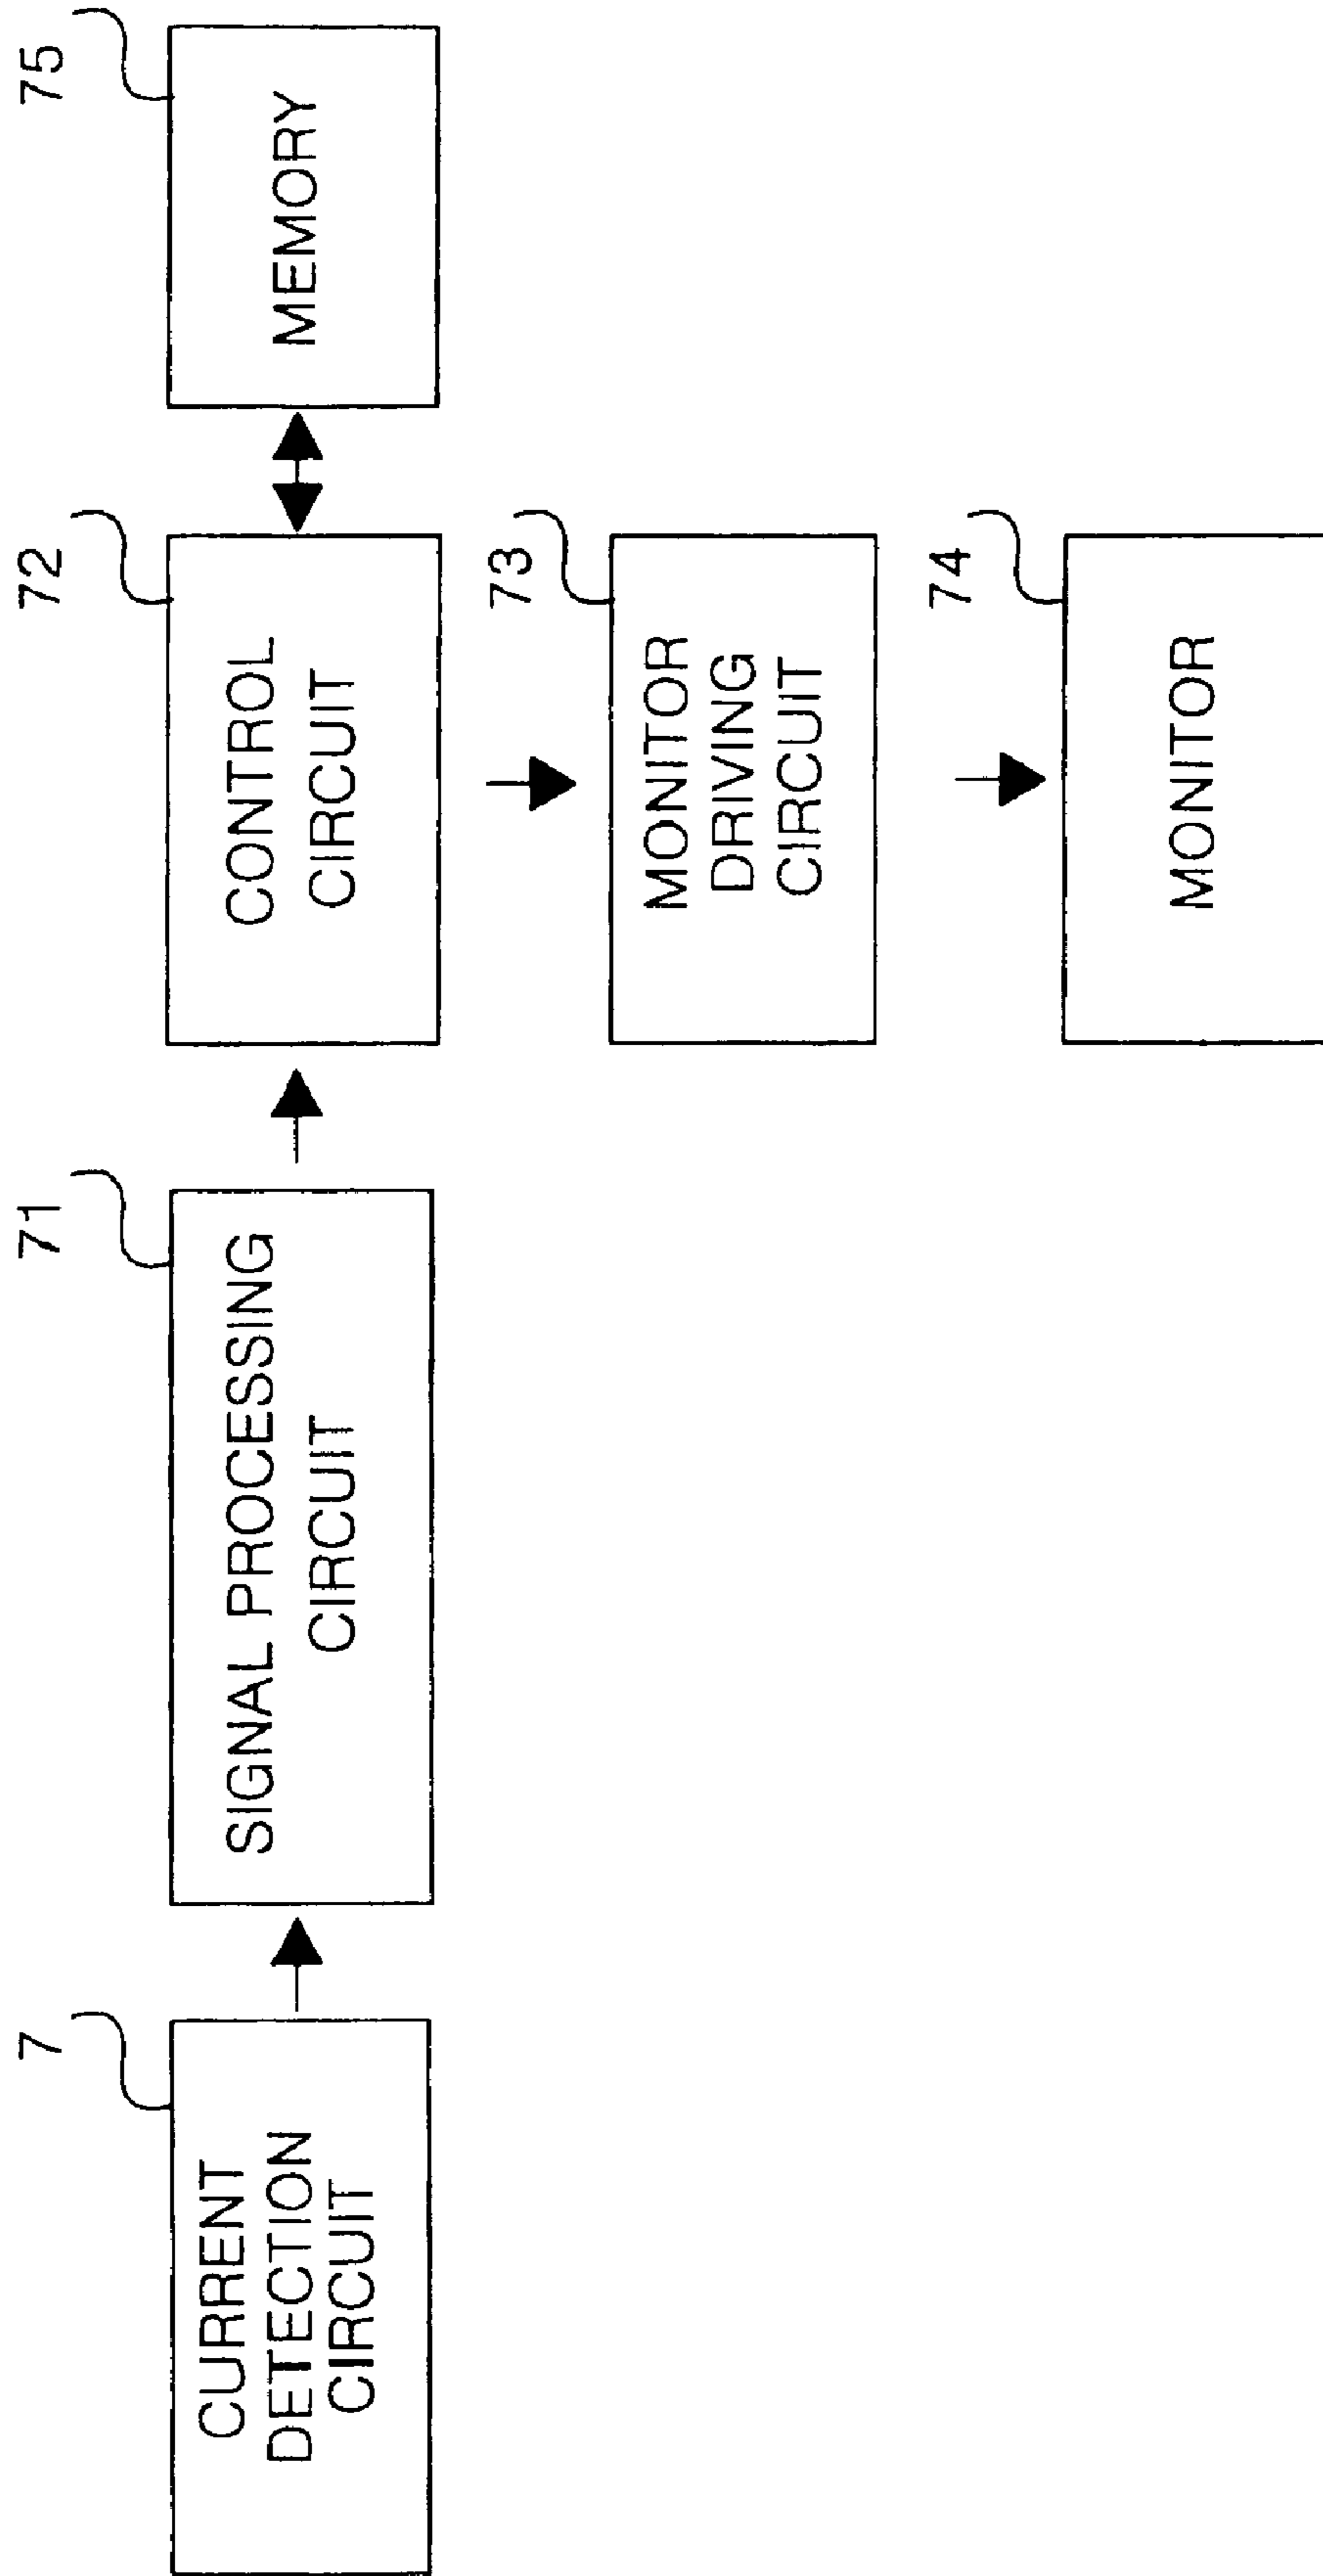 7
CURRENT
DETECTION
CIRCUIT
71
SIGNAL PROCESSING
CIRCUIT
72
CONTROL
CIRCUIT
75
MEMORY
73
MONITOR
DRIVING
CIRCUIT
74
MONITOR